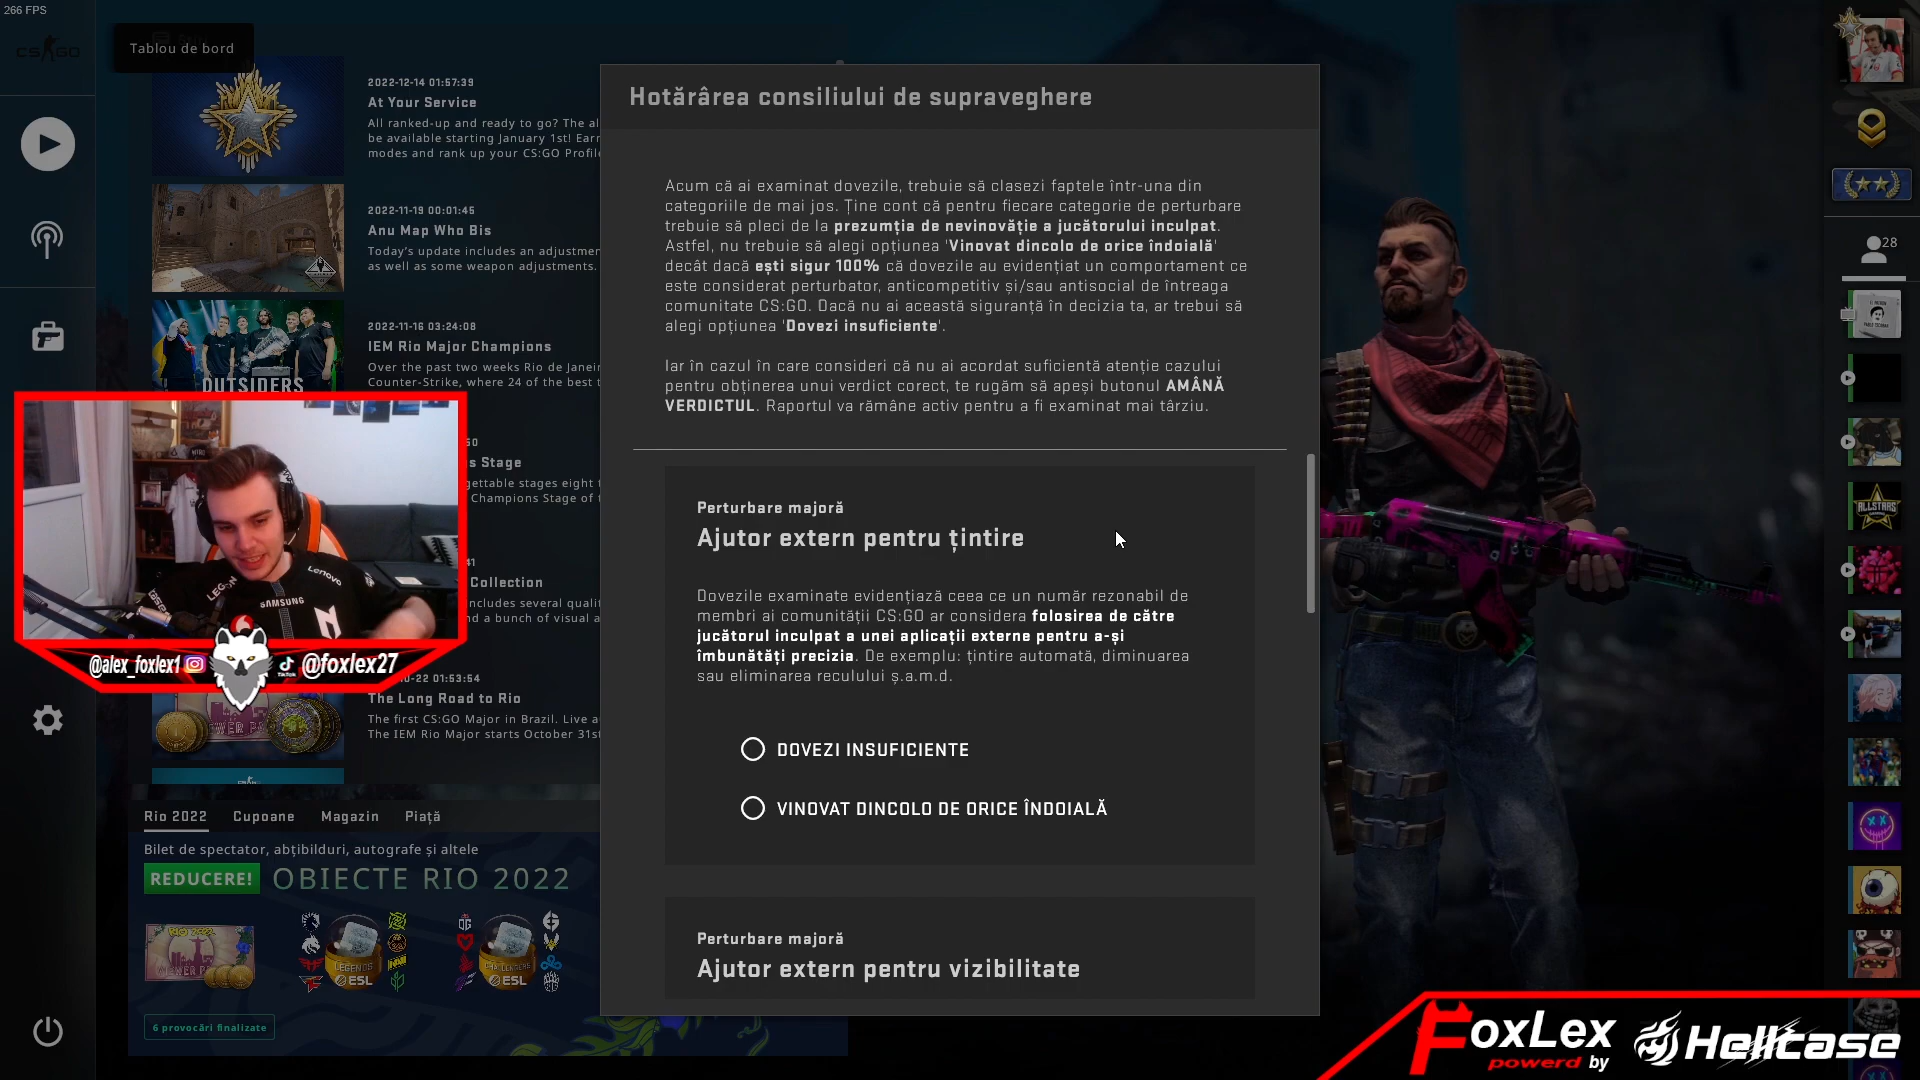 266 FPS
CS GO
Tablou de bord
2022-12-14 01:57:39
At Your Service
All ranked-up and ready to go? The al
be available starting January 1st! Earn
modes and rank up your CS:GO Profile
2022-11-19 00:01:45
Anu Map Who Bis
Today's update includes an adjustmen
as well as some weapon adjustments.
2022-11-16 03:24:08
IEM Rio Major Champions
Over the past two weeks Rio de Janeir
Counter-Strike, where 24 of the best t
OUTSIDERS
50
s Stage
gettable stages eight t
Champions Stage of t
41
Collection
ncludes several qualit
nd a bunch of visual a
LEGION
SAMSUNG
Lenovo
@alex_foxlex1
@foxlex27
0-22 01:53:54
The Long Road to Rio
The first CS:GO Major in Brazil. Live a
The IEM Rio Major starts October 31st
Rio 2022 Cupoane Magazin Piață
Bilet de spectator, abțibilduri, autografe și altele
REDUCERE! OBIECTE RIO 2022
RIO 2022
LEGENDS
ESL
ESL
6 provocări finalizate
Hotărârea consiliului de supraveghere
Acum că ai examinat dovezile, trebuie să clasezi faptele într-una din
categoriile de mai jos. Ține cont că pentru fiecare categorie de perturbare
trebuie să pleci de la prezumția de nevinovăție a jucătorului inculpat.
Astfel, nu trebuie să alegi opțiunea 'Vinovat dincolo de orice îndoială'
decât dacă ești sigur 100% că dovezile au evidențiat un comportament ce
este considerat perturbator, anticompetitiv și/sau antisocial de întreaga
comunitate CS:GO. Dacă nu ai această siguranță în decizia ta, ar trebui să
alegi opțiunea 'Dovezi insuficiente'.
Iar în cazul în care consideri că nu ai acordat suficientă atenție cazului
pentru obținerea unui verdict corect, te rugăm să apeși butonul AMÂNĂ
VERDICTUL. Raportul va rămâne activ pentru a fi examinat mai târziu.
Perturbare majoră
Ajutor extern pentru țintire
Dovezile examinate evidențiază ceea ce un număr rezonabil de
membri ai comunității CS:GO ar considera folosirea de către
jucătorul inculpat a unei aplicații externe pentru a-și
îmbunătăți precizia. De exemplu: țintire automată, diminuarea
sau eliminarea reculului ș.a.m.d.
DOVEZI INSUFICIENTE
VINOVAT DINCOLO DE ORICE ÎNDOIALĂ
Perturbare majoră
Ajutor extern pentru vizibilitate
28
ALLSTARS
FoxLex
powerd by
Hellcase